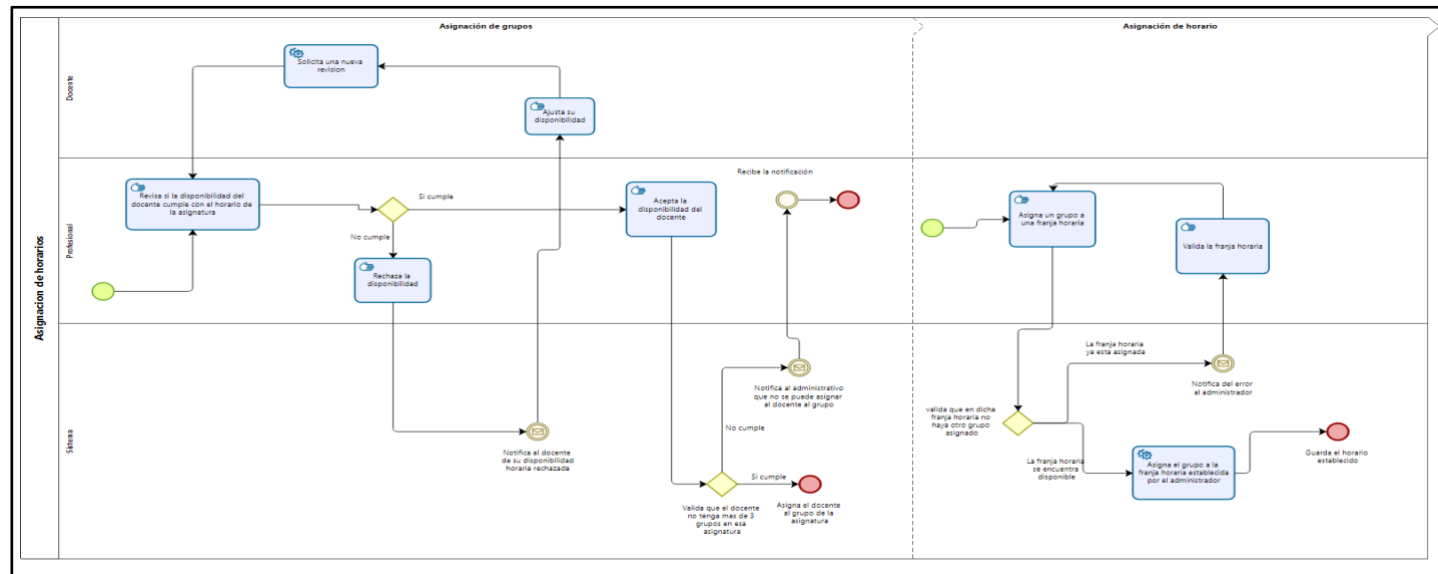 Asignación de grupos
Asignación de horario
Asignacion de horarios
Docente
Solicita una nueva
revision
Ajusta su
disponibilidad
Profesional
Revisa si la disponibilidad del
docente cumple con el horario de
la asignatura
Si cumple
No cumple
Rechaza la
disponibilidad
Acepta la
disponibilidad del
docente
Recibe la notificación
Asigna un grupo a
una franja horaria
Valida la franja horaria
Sistema
Notifica al docente
de su disponibilidad
horaria rechazada
Notifica al administrativo
que no se puede asignar
al docente al grupo
No cumple
Si cumple
Valida que el docente
no tenga mas de 3
grupos en esa
asignatura
Asigna el docente
al grupo de la
asignatura
La franja horaria
ya esta asignada
Notifica del error
al administrador
valida que en dicha
franja horaria no
haya otro grupo
asignado
La franja horaria
se encuentra
disponible
Asigna el grupo a la
franja horaria establecida
por el administrador
Guarda el horario
establecido